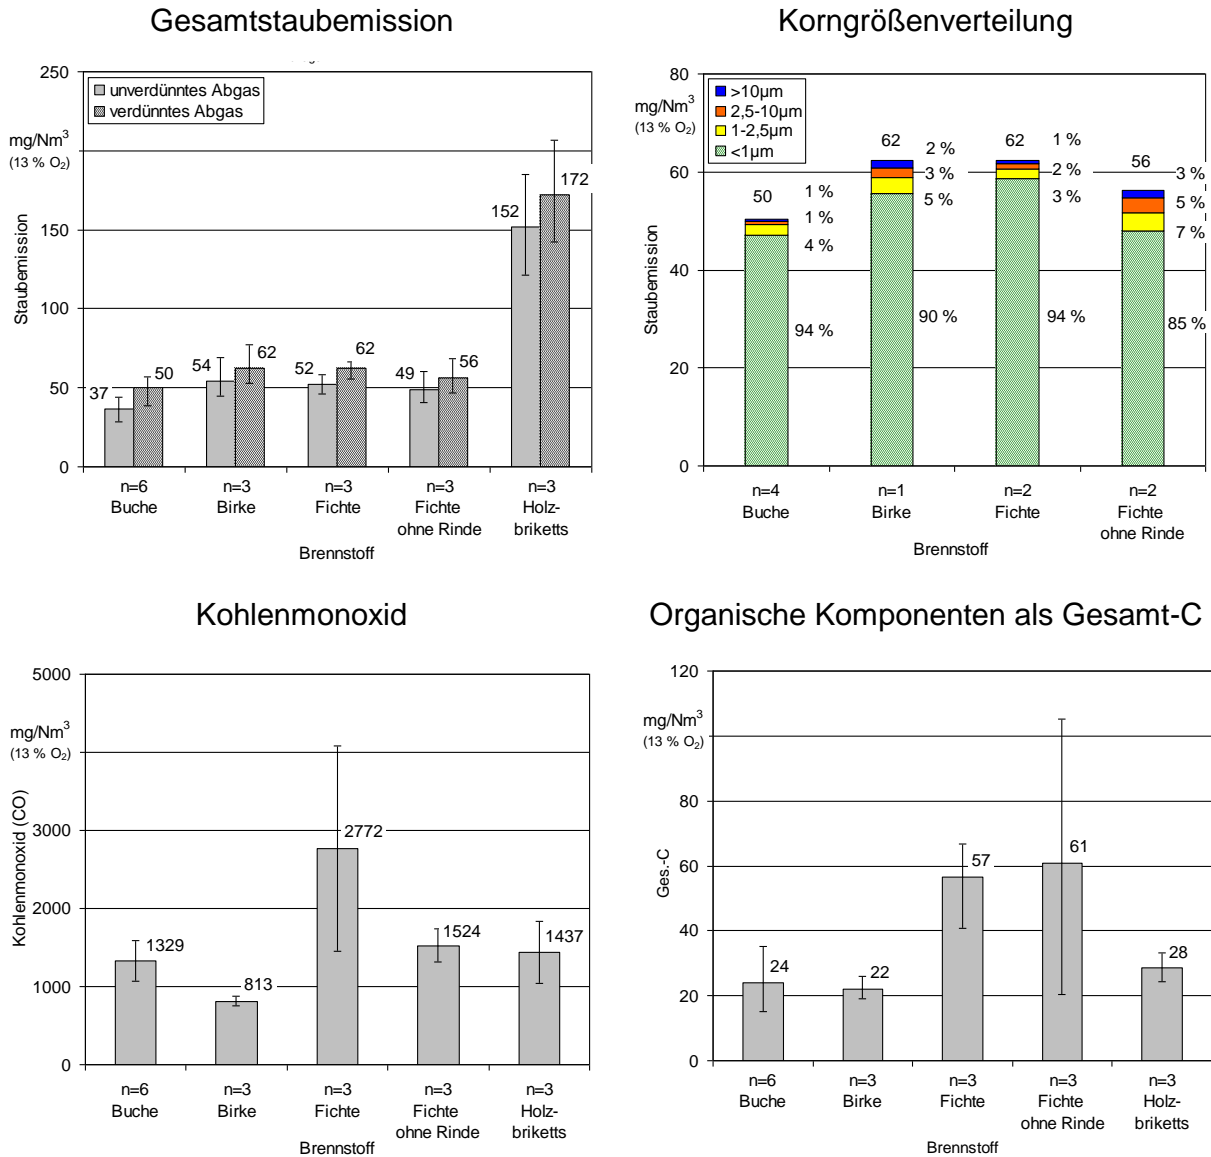 Gesamtstaubemission
250
unverdünntes Abgas
verdünntes Abgas
mg/Nm³
(13 % O₂)
Staubemission
150
100
50
0
37
50
54
62
52
62
49
56
152
172
n=6
Buche
n=3
Birke
n=3
Fichte
n=3
Fichte
ohne Rinde
n=3
Holz-
briketts
Brennstoff
Korngrößenverteilung
80
>10µm
2,5-10µm
1-2,5µm
<1µm
mg/Nm³
(13 % O₂)
Staubemission
60
40
20
0
50
1 %
1 %
4 %
94 %
62
2 %
3 %
5 %
90 %
62
1 %
2 %
3 %
94 %
56
3 %
5 %
7 %
85 %
n=4
Buche
n=1
Birke
n=2
Fichte
n=2
Fichte
ohne Rinde
Brennstoff
Kohlenmonoxid
5000
mg/Nm³
(13 % O₂)
Kohlenmonoxid (CO)
3000
2000
1000
0
1329
813
2772
1524
1437
n=6
Buche
n=3
Birke
n=3
Fichte
n=3
Fichte
ohne Rinde
n=3
Holz-
briketts
Brennstoff
Organische Komponenten als Gesamt-C
120
mg/Nm³
(13 % O₂)
Ges.-C
80
60
40
20
0
24
22
57
61
28
n=6
Buche
n=3
Birke
n=3
Fichte
n=3
Fichte
ohne Rinde
n=3
Holz-
briketts
Brennstoff